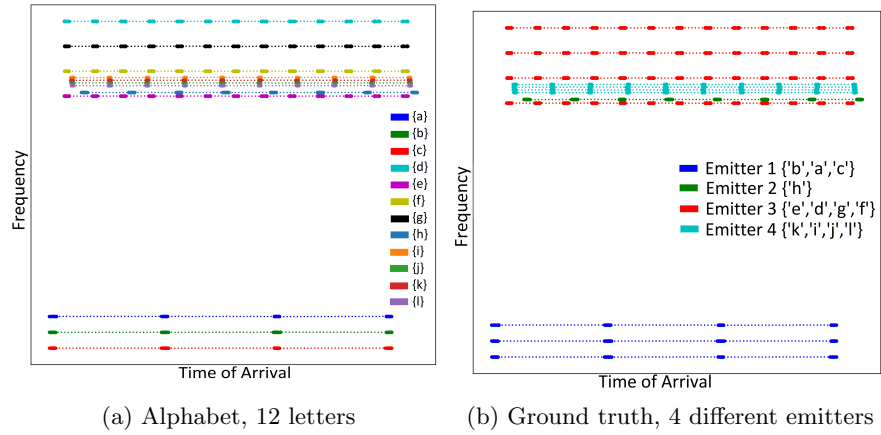 Frequency
{a}
{b}
{c}
{d}
{e}
{f}
{g}
{h}
{i}
{j}
{k}
{l}
Time of Arrival
(a) Alphabet, 12 letters
Frequency
Emitter 1 {'b','a','c'}
Emitter 2 {'h'}
Emitter 3 {'e','d','g','f'}
Emitter 4 {'k','i','j','l'}
Time of Arrival
(b) Ground truth, 4 different emitters